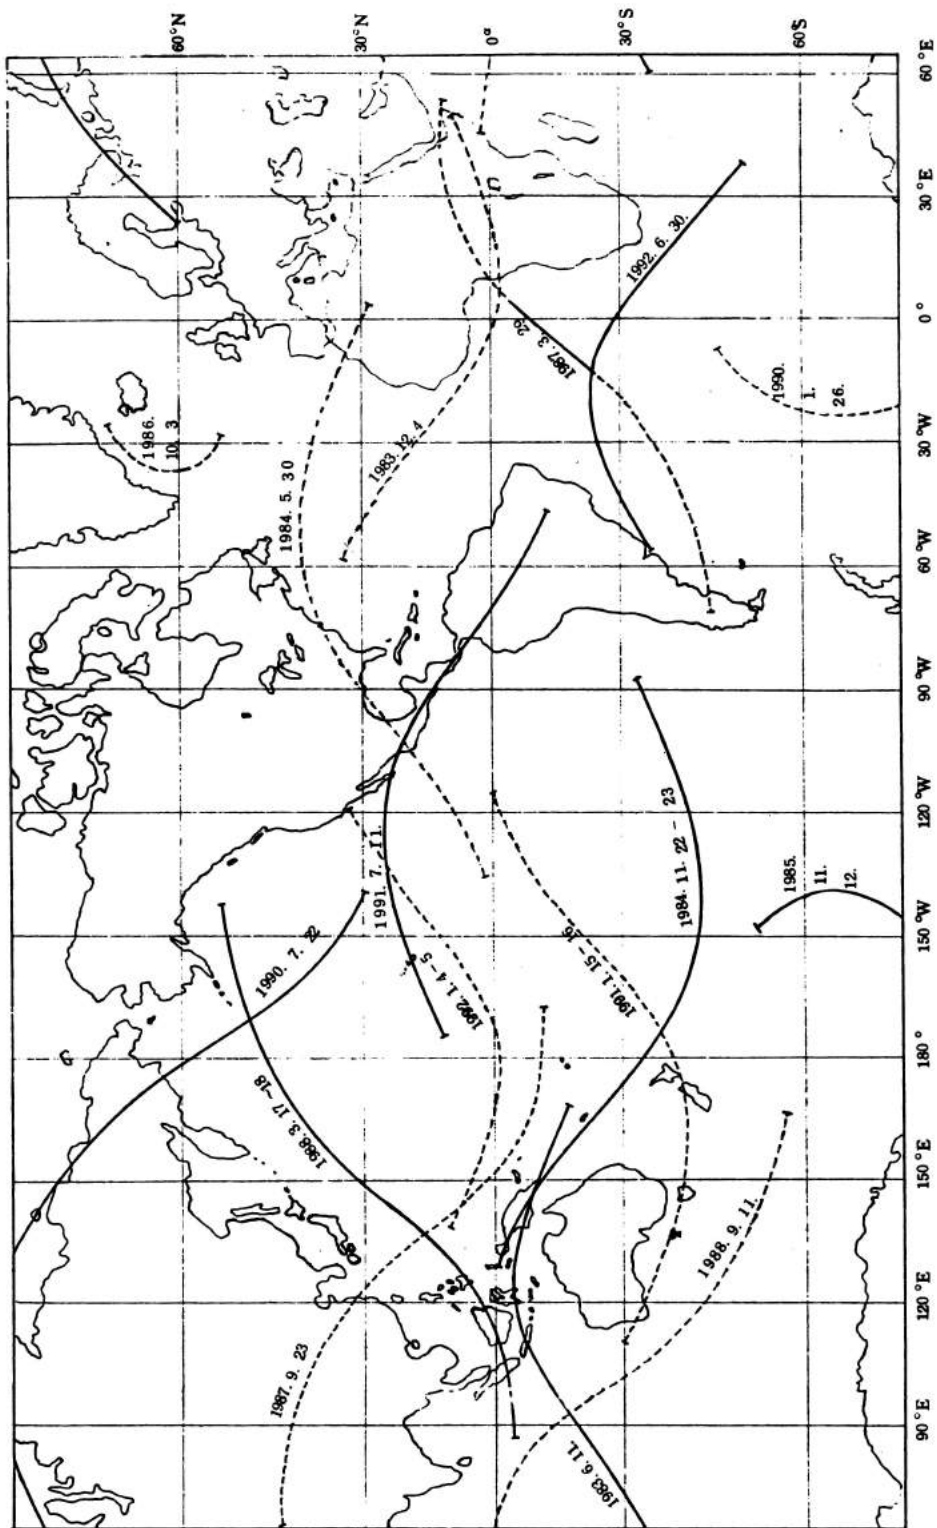 60°N
30°N
0°
30°S
60°S
60°E
30°E
0°
30°W
60°W
90°W
120°W
150°W
180°
150°E
120°E
90°E
1986.
10. 3
1984. 5. 30
1983. 12. 4
1987. 3. 29
1992. 6. 30.
1990.
1.
26.
1991. 7. 11.
1990. 7. 22
1992. 1. 4~5
1991. 1. 15~16
1984. 11. 22 - 23
1985.
11.
12.
1988. 3. 17~18
1987. 9. 23
1988. 9. 11.
1983. 6. 11.